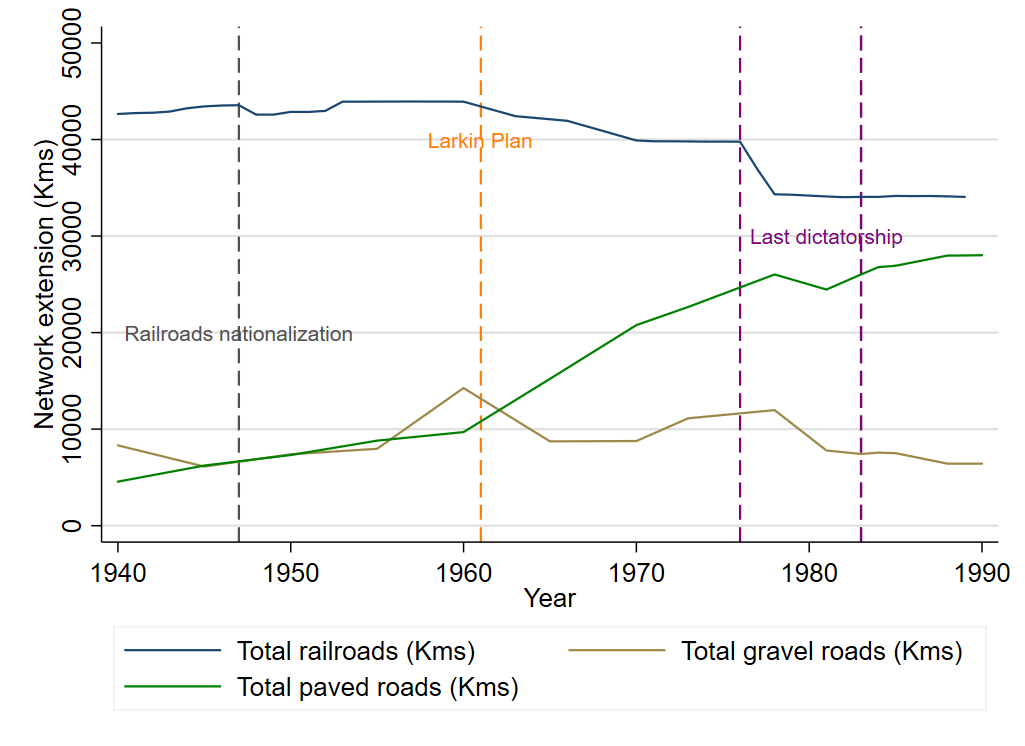 Network extension (Kms)
50000
40000
30000
20000
10000
0
Larkin Plan
Last dictatorship
Railroads nationalization
1940 1950 1960 1970 1980 1990
Year
Total railroads (Kms) Total gravel roads (Kms)
Total paved roads (Kms)